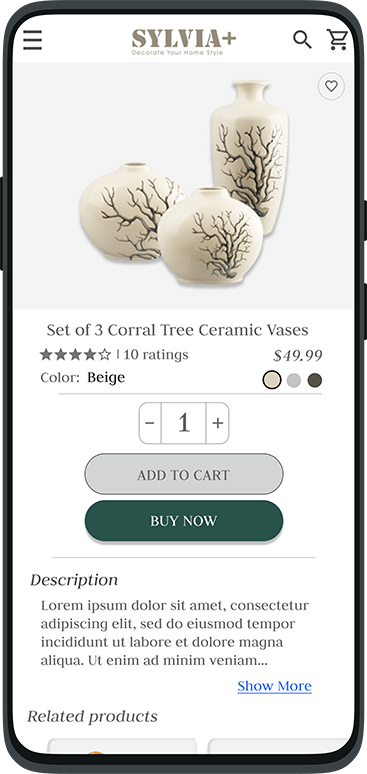 SYLVIA+
Decorate Your Home Style
Set of 3 Corral Tree Ceramic Vases
★★★★☆ | 10 ratings $49.99
Color: Beige
− 1 +
ADD TO CART
BUY NOW
Description
Lorem ipsum dolor sit amet, consectetur
adipiscing elit, sed do eiusmod tempor
incididunt ut labore et dolore magna
aliqua. Ut enim ad minim veniam...
Show More
Related products